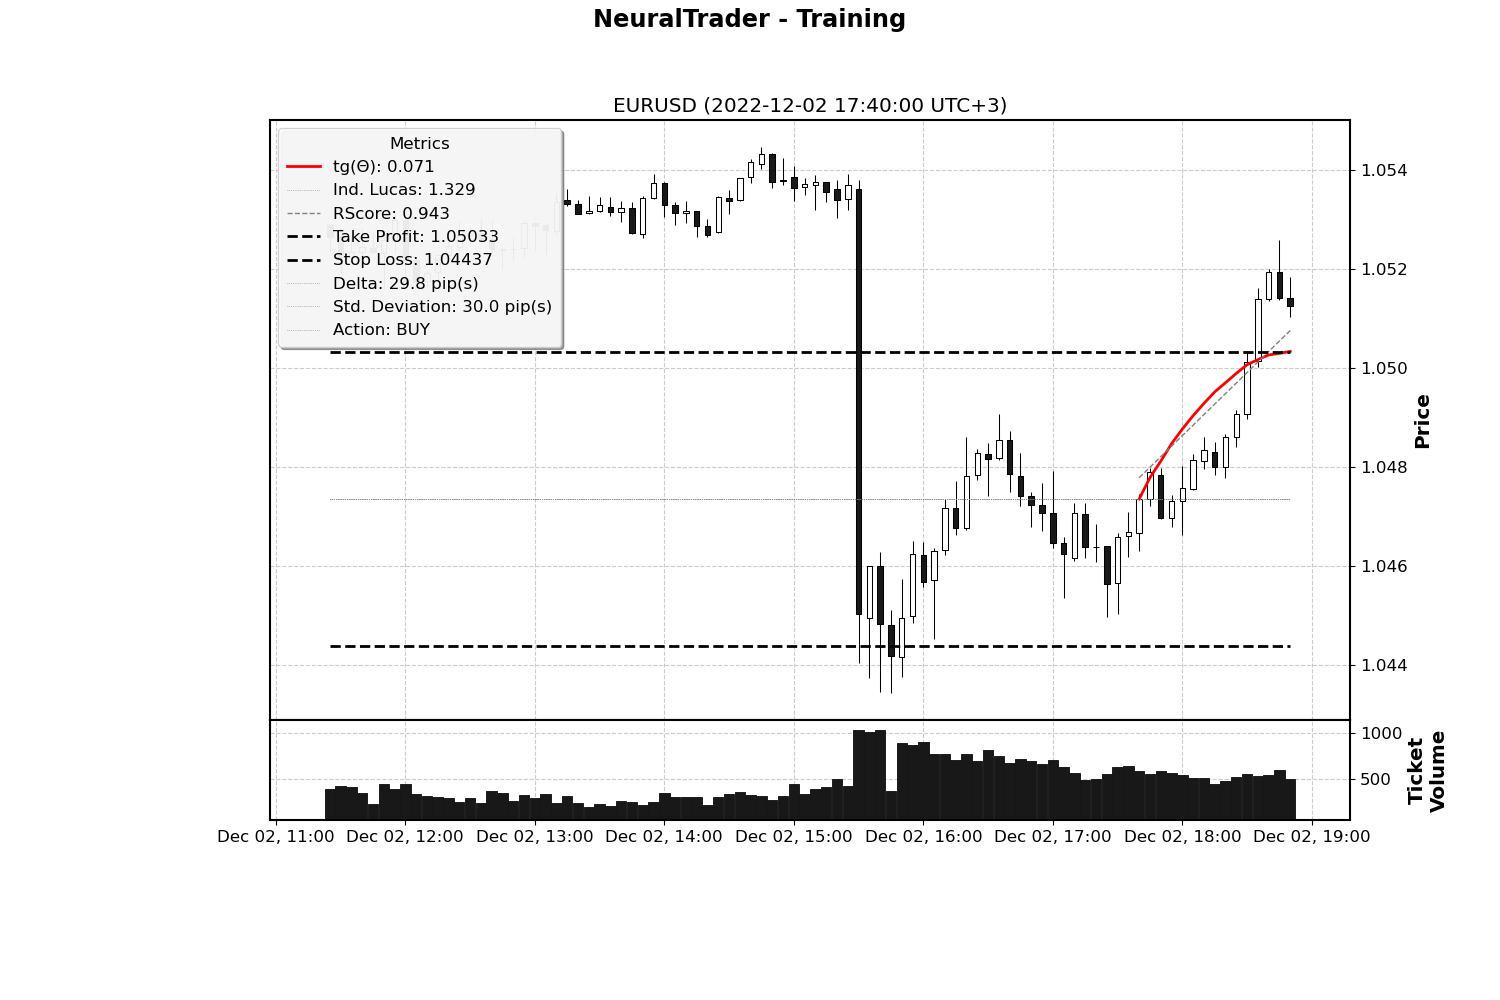 NeuralTrader - Training
EURUSD (2022-12-02 17:40:00 UTC+3)
Metrics
tg(Θ): 0.071
Ind. Lucas: 1.329
RScore: 0.943
Take Profit: 1.05033
Stop Loss: 1.04437
Delta: 29.8 pip(s)
Std. Deviation: 30.0 pip(s)
Action: BUY
1.054
1.052
1.050
1.048
1.046
1.044
Price
1000
500
Ticket
Volume
Dec 02, 11:00 Dec 02, 12:00 Dec 02, 13:00 Dec 02, 14:00 Dec 02, 15:00 Dec 02, 16:00 Dec 02, 17:00 Dec 02, 18:00 Dec 02, 19:00